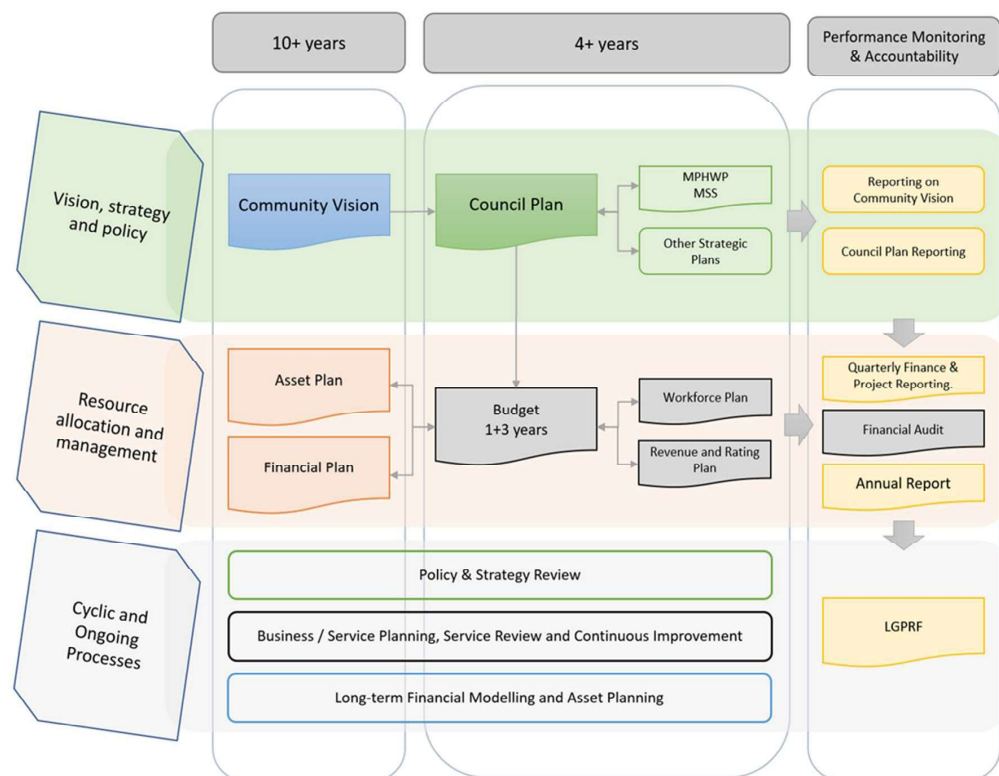 10+ years
4+ years
Performance Monitoring
& Accountability
Vision, strategy
and policy
Community Vision
Council Plan
MPHWP
MSS
Other Strategic
Plans
Reporting on
Community Vision
Council Plan Reporting
Resource
allocation and
management
Asset Plan
Financial Plan
Budget
1+3 years
Workforce Plan
Revenue and Rating
Plan
Quarterly Finance &
Project Reporting.
Financial Audit
Annual Report
Cyclic and
Ongoing
Processes
Policy & Strategy Review
Business / Service Planning, Service Review and Continuous Improvement
Long-term Financial Modelling and Asset Planning
LGPRF